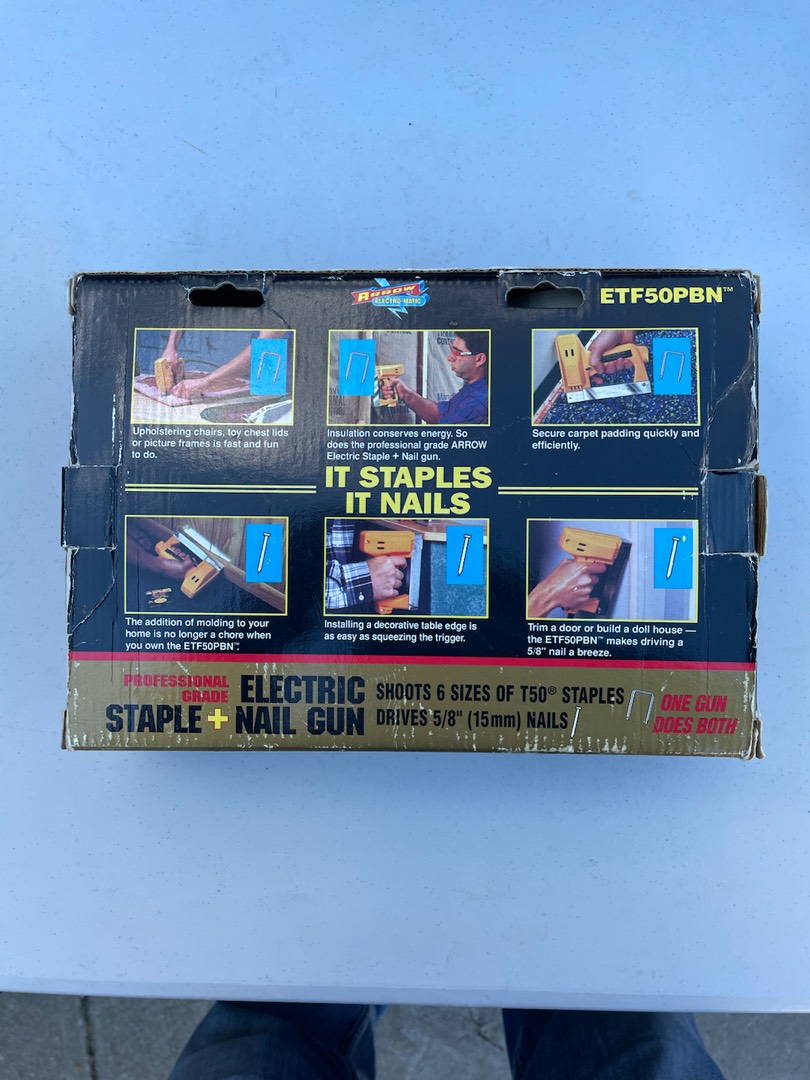 ARROW
ELECTRO-MATIC
ETF50PBN™
Upholstering chairs, toy chest lids
or picture frames is fast and fun
to do.
Insulation conserves energy. So
does the professional grade ARROW
Electric Staple + Nail gun.
Secure carpet padding quickly and
efficiently.
IT STAPLES
IT NAILS
The addition of molding to your
home is no longer a chore when
you own the ETF50PBN™.
Installing a decorative table edge is
as easy as squeezing the trigger.
Trim a door or build a doll house —
the ETF50PBN™ makes driving a
5/8" nail a breeze.
PROFESSIONAL
GRADE
ELECTRIC
STAPLE + NAIL GUN
SHOOTS 6 SIZES OF T50® STAPLES
DRIVES 5/8" (15mm) NAILS
ONE GUN
DOES BOTH